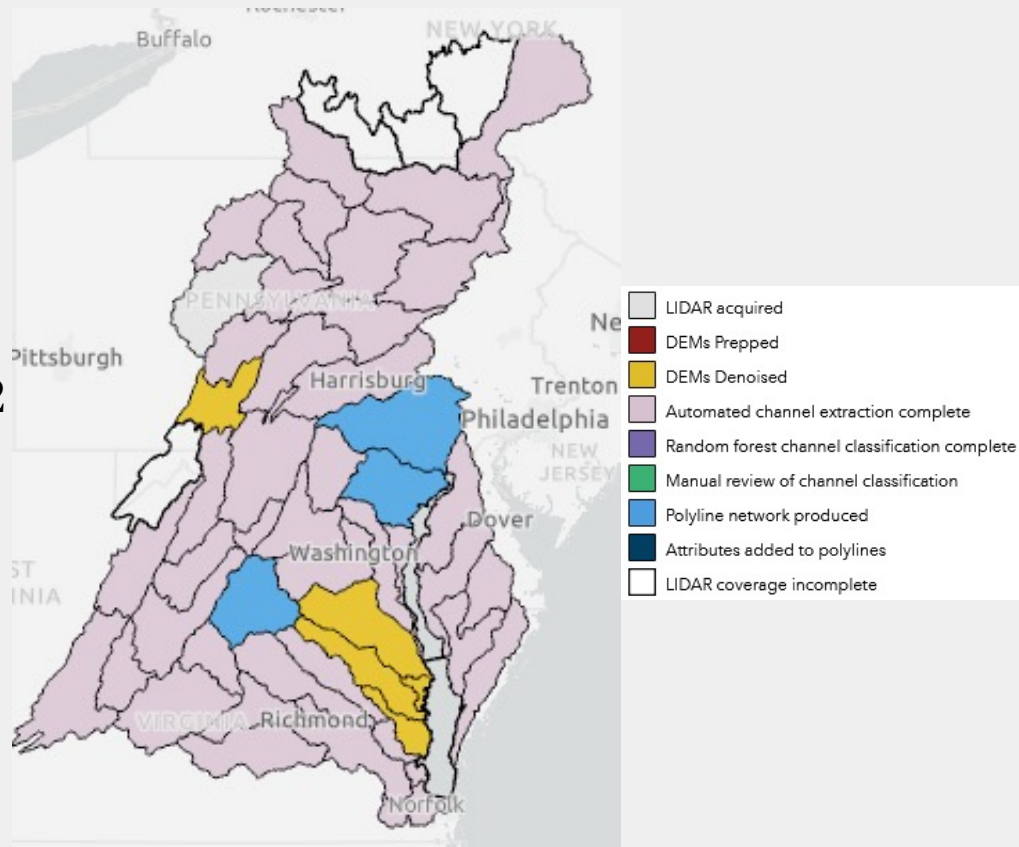 Buffalo
NEW YORK
PENNSYLVANIA
Pittsburgh
2
Harrisburg
Trenton
Philadelphia
NEW
JERSEY
Dover
Washington
VIRGINIA
Richmond
Norfolk
LIDAR acquired
DEMs Prepped
DEMs Denoised
Automated channel extraction complete
Random forest channel classification complete
Manual review of channel classification
Polyline network produced
Attributes added to polylines
LIDAR coverage incomplete